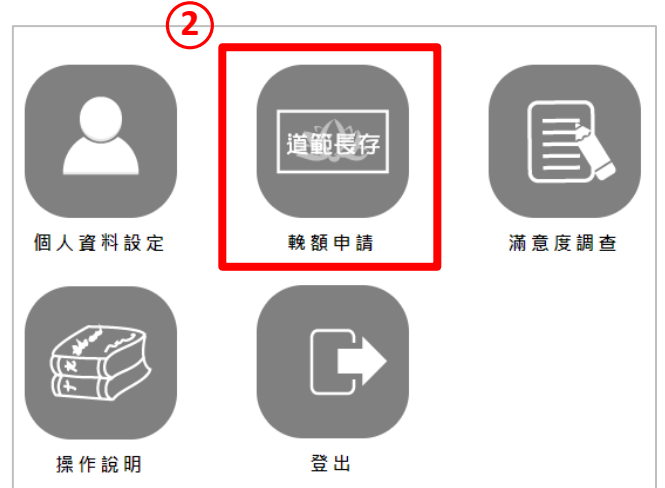 ②
道範長存
個人資料設定
輓額申請
滿意度調查
操作說明
登出